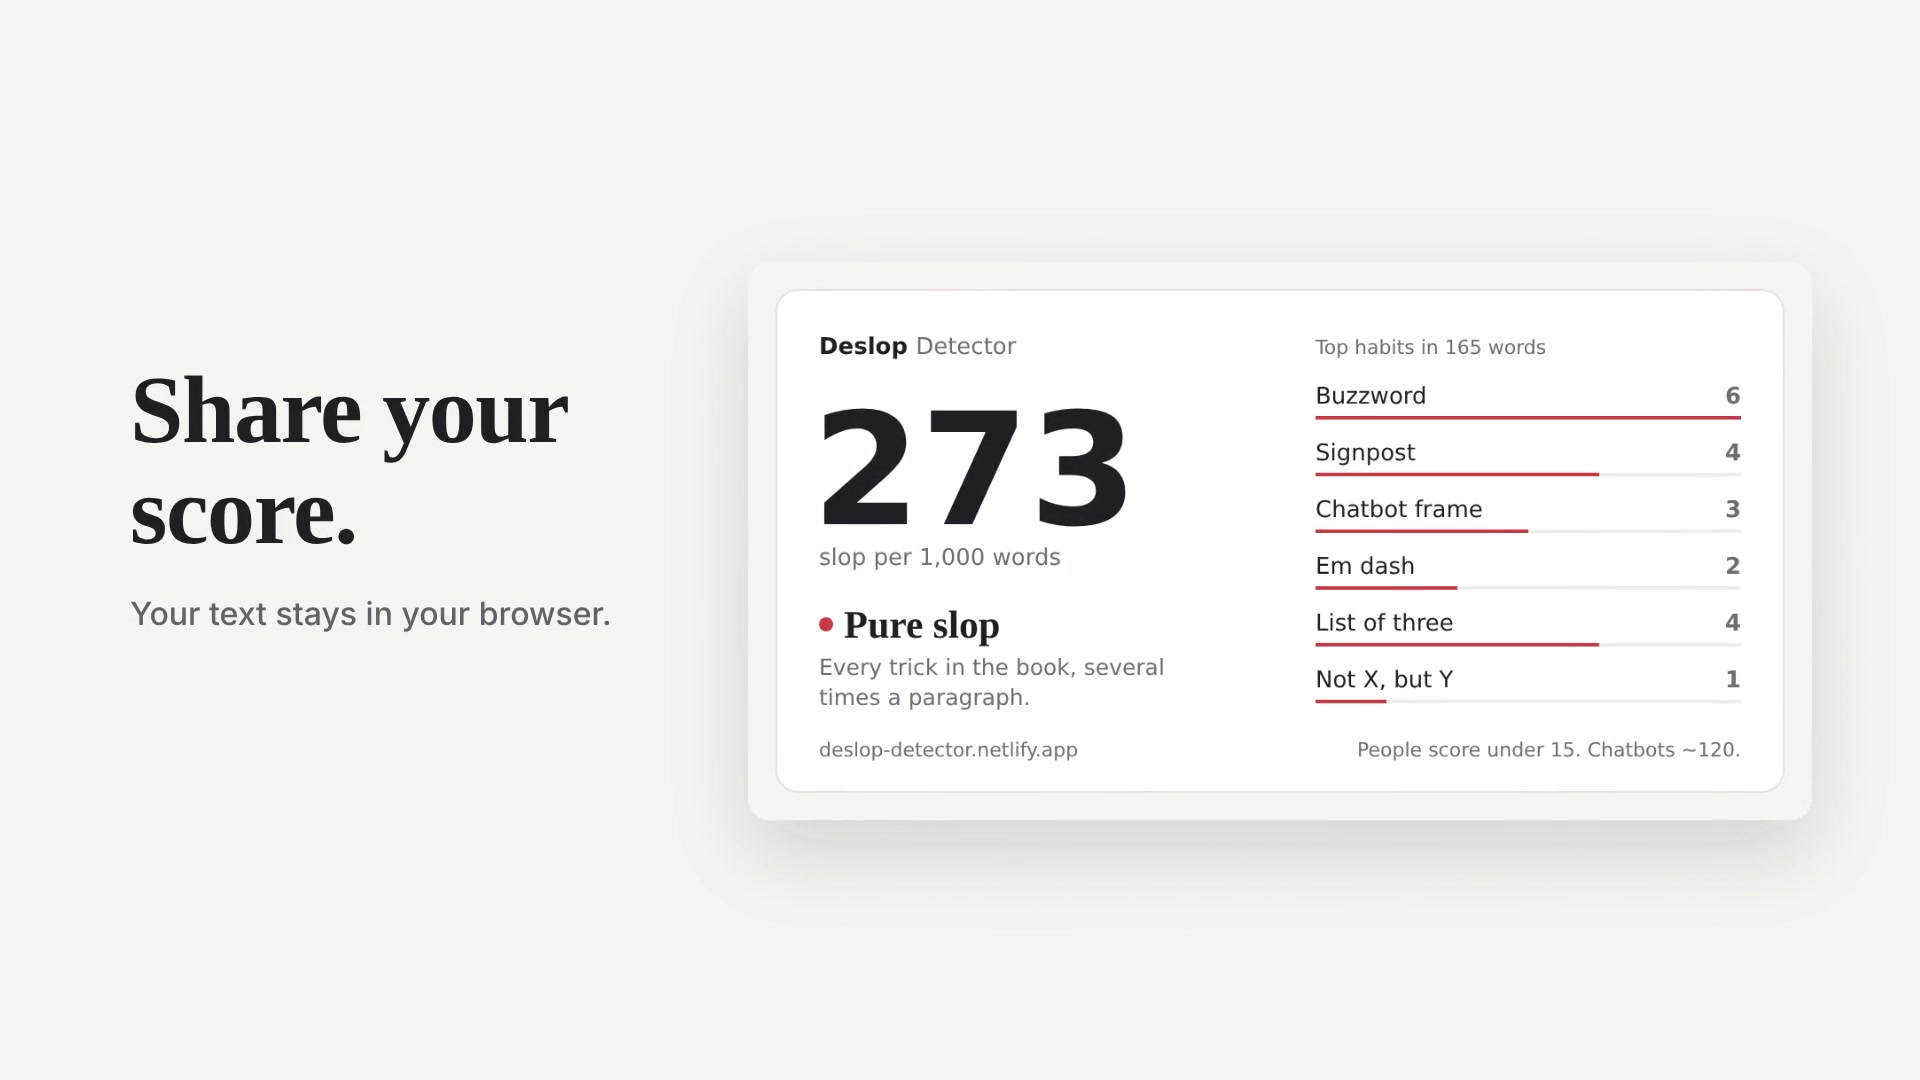 Share your
score.
Your text stays in your browser.
Deslop Detector
273
slop per 1,000 words
Pure slop
Every trick in the book, several
times a paragraph.
deslop-detector.netlify.app
Top habits in 165 words
Buzzword 6
Signpost 4
Chatbot frame 3
Em dash 2
List of three 4
Not X, but Y 1
People score under 15. Chatbots ~120.